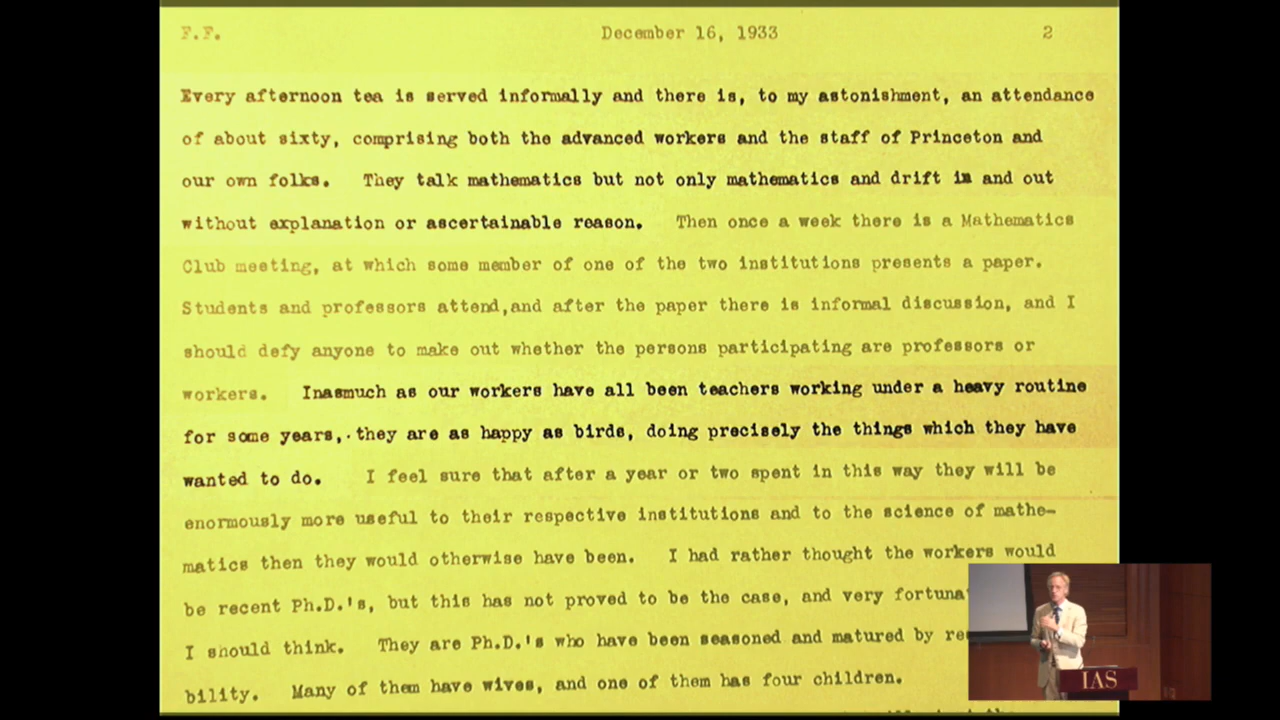 F.F. December 16, 1933 2
Every afternoon tea is served informally and there is, to my astonishment, an attendance
of about sixty, comprising both the advanced workers and the staff of Princeton and
our own folks. They talk mathematics but not only mathematics and drift in and out
without explanation or ascertainable reason. Then once a week there is a Mathematics
Club meeting, at which some member of one of the two institutions presents a paper.
Students and professors attend,and after the paper there is informal discussion, and I
should defy anyone to make out whether the persons participating are professors or
workers. Inasmuch as our workers have all been teachers working under a heavy routine
for some years, they are as happy as birds, doing precisely the things which they have
wanted to do. I feel sure that after a year or two spent in this way they will be
enormously more useful to their respective institutions and to the science of mathe-
matics then they would otherwise have been. I had rather thought the workers would
be recent Ph.D.'s, but this has not proved to be the case, and very
I should think. They are Ph.D.'s who have been seasoned and matured by
bility. Many of them have wives, and one of them has four children.
IAS